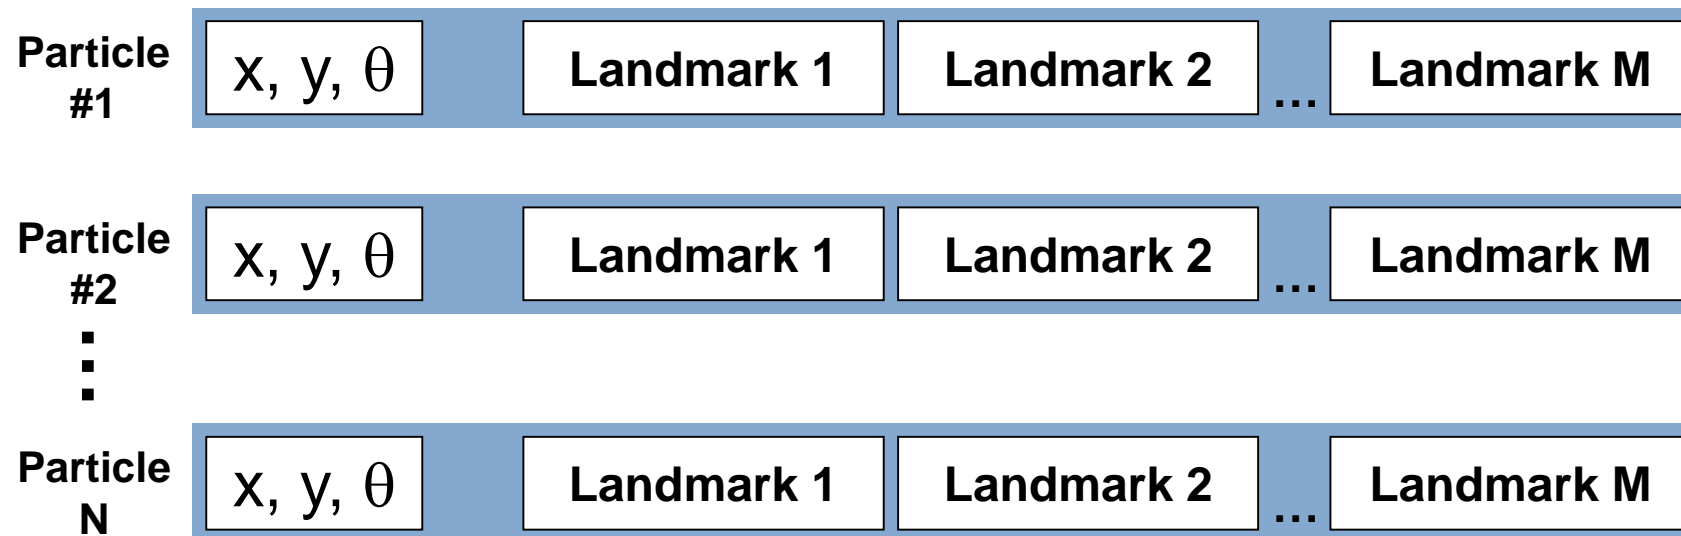 Particle #1 x, y, θ Landmark 1 Landmark 2 ... Landmark M
Particle #2 x, y, θ Landmark 1 Landmark 2 ... Landmark M
⋮
Particle N x, y, θ Landmark 1 Landmark 2 ... Landmark M